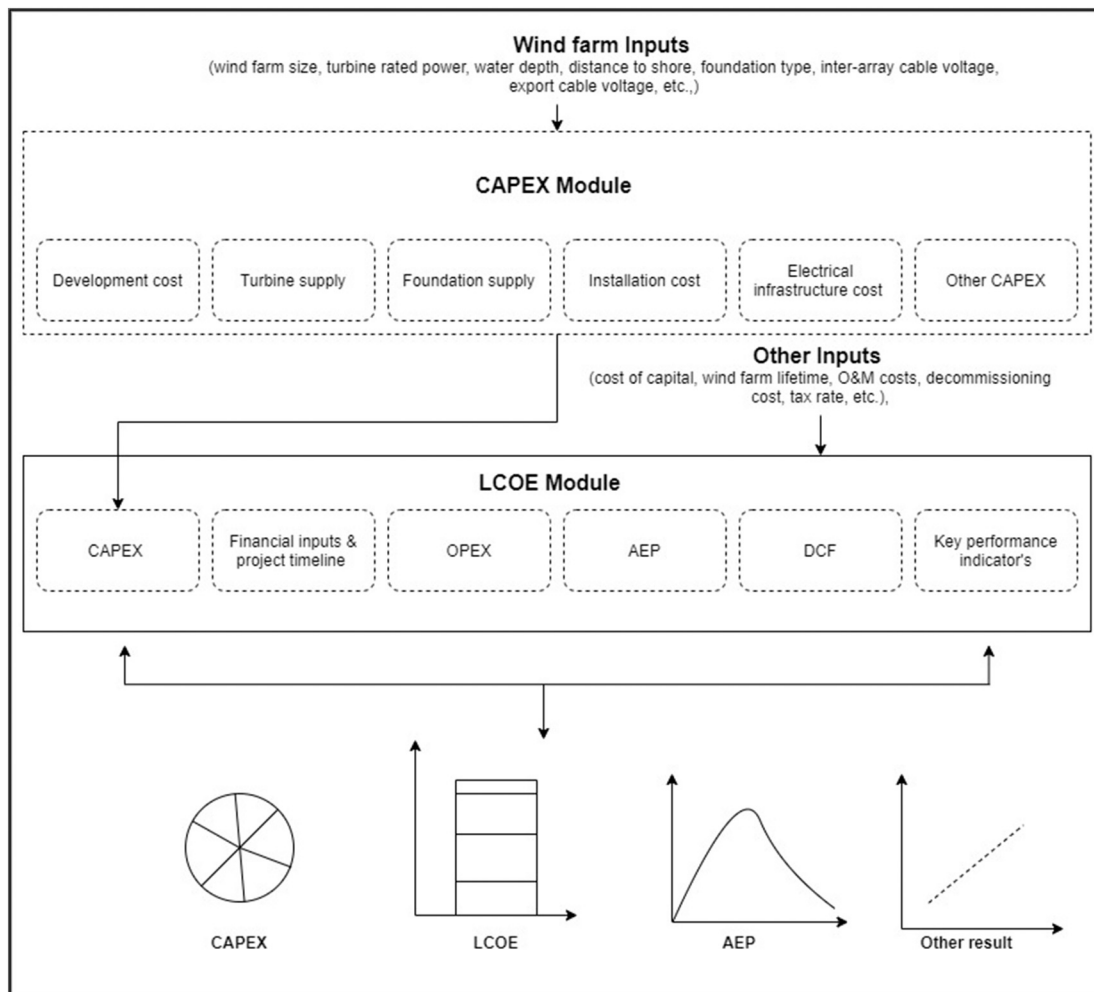 Wind farm Inputs
(wind farm size, turbine rated power, water depth, distance to shore, foundation type, inter-array cable voltage,
export cable voltage, etc.,)
CAPEX Module
Development cost
Turbine supply
Foundation supply
Installation cost
Electrical
infrastructure cost
Other CAPEX
Other Inputs
(cost of capital, wind farm lifetime, O&M costs, decommissioning
cost, tax rate, etc.),
LCOE Module
CAPEX
Financial inputs &
project timeline
OPEX
AEP
DCF
Key performance
indicator's
CAPEX
LCOE
AEP
Other result